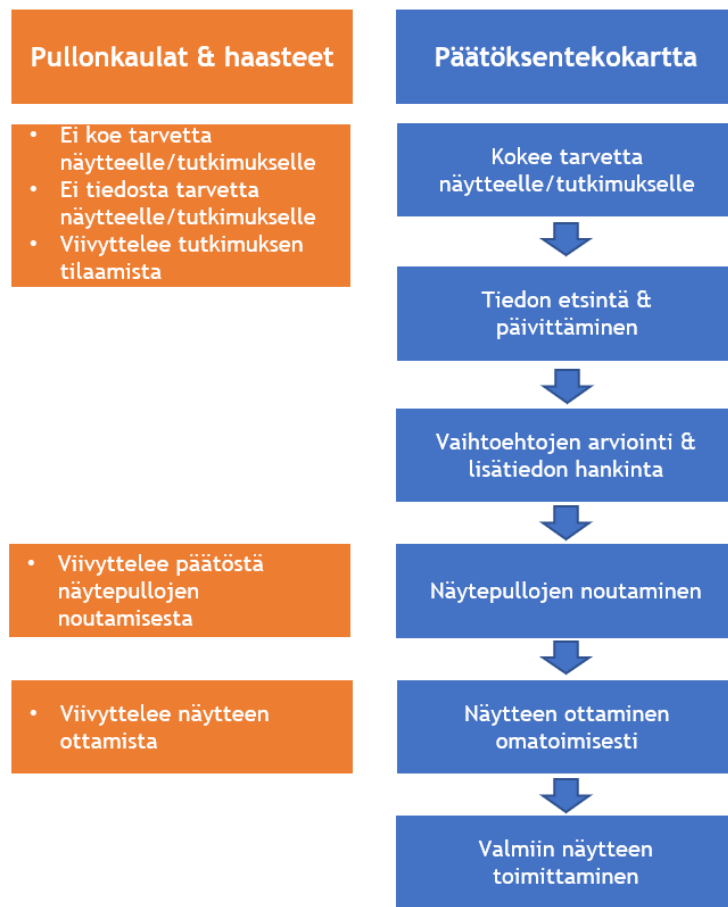 Pullonkaulat & haasteet
Päätöksentekokartta
• Ei koe tarvetta
näytteelle/tutkimukselle
• Ei tiedosta tarvetta
näytteelle/tutkimukselle
• Viivyttelee tutkimuksen
tilaamista
Kokee tarvetta
näytteelle/tutkimukselle
Tiedon etsintä &
päivittäminen
Vaihtoehtojen arviointi &
lisätiedon hankinta
• Viivyttelee päätöstä
näytepullojen
noutamisesta
Näytepullojen noutaminen
• Viivyttelee näytteen
ottamista
Näytteen ottaminen
omatoimisesti
Valmiin näytteen
toimittaminen